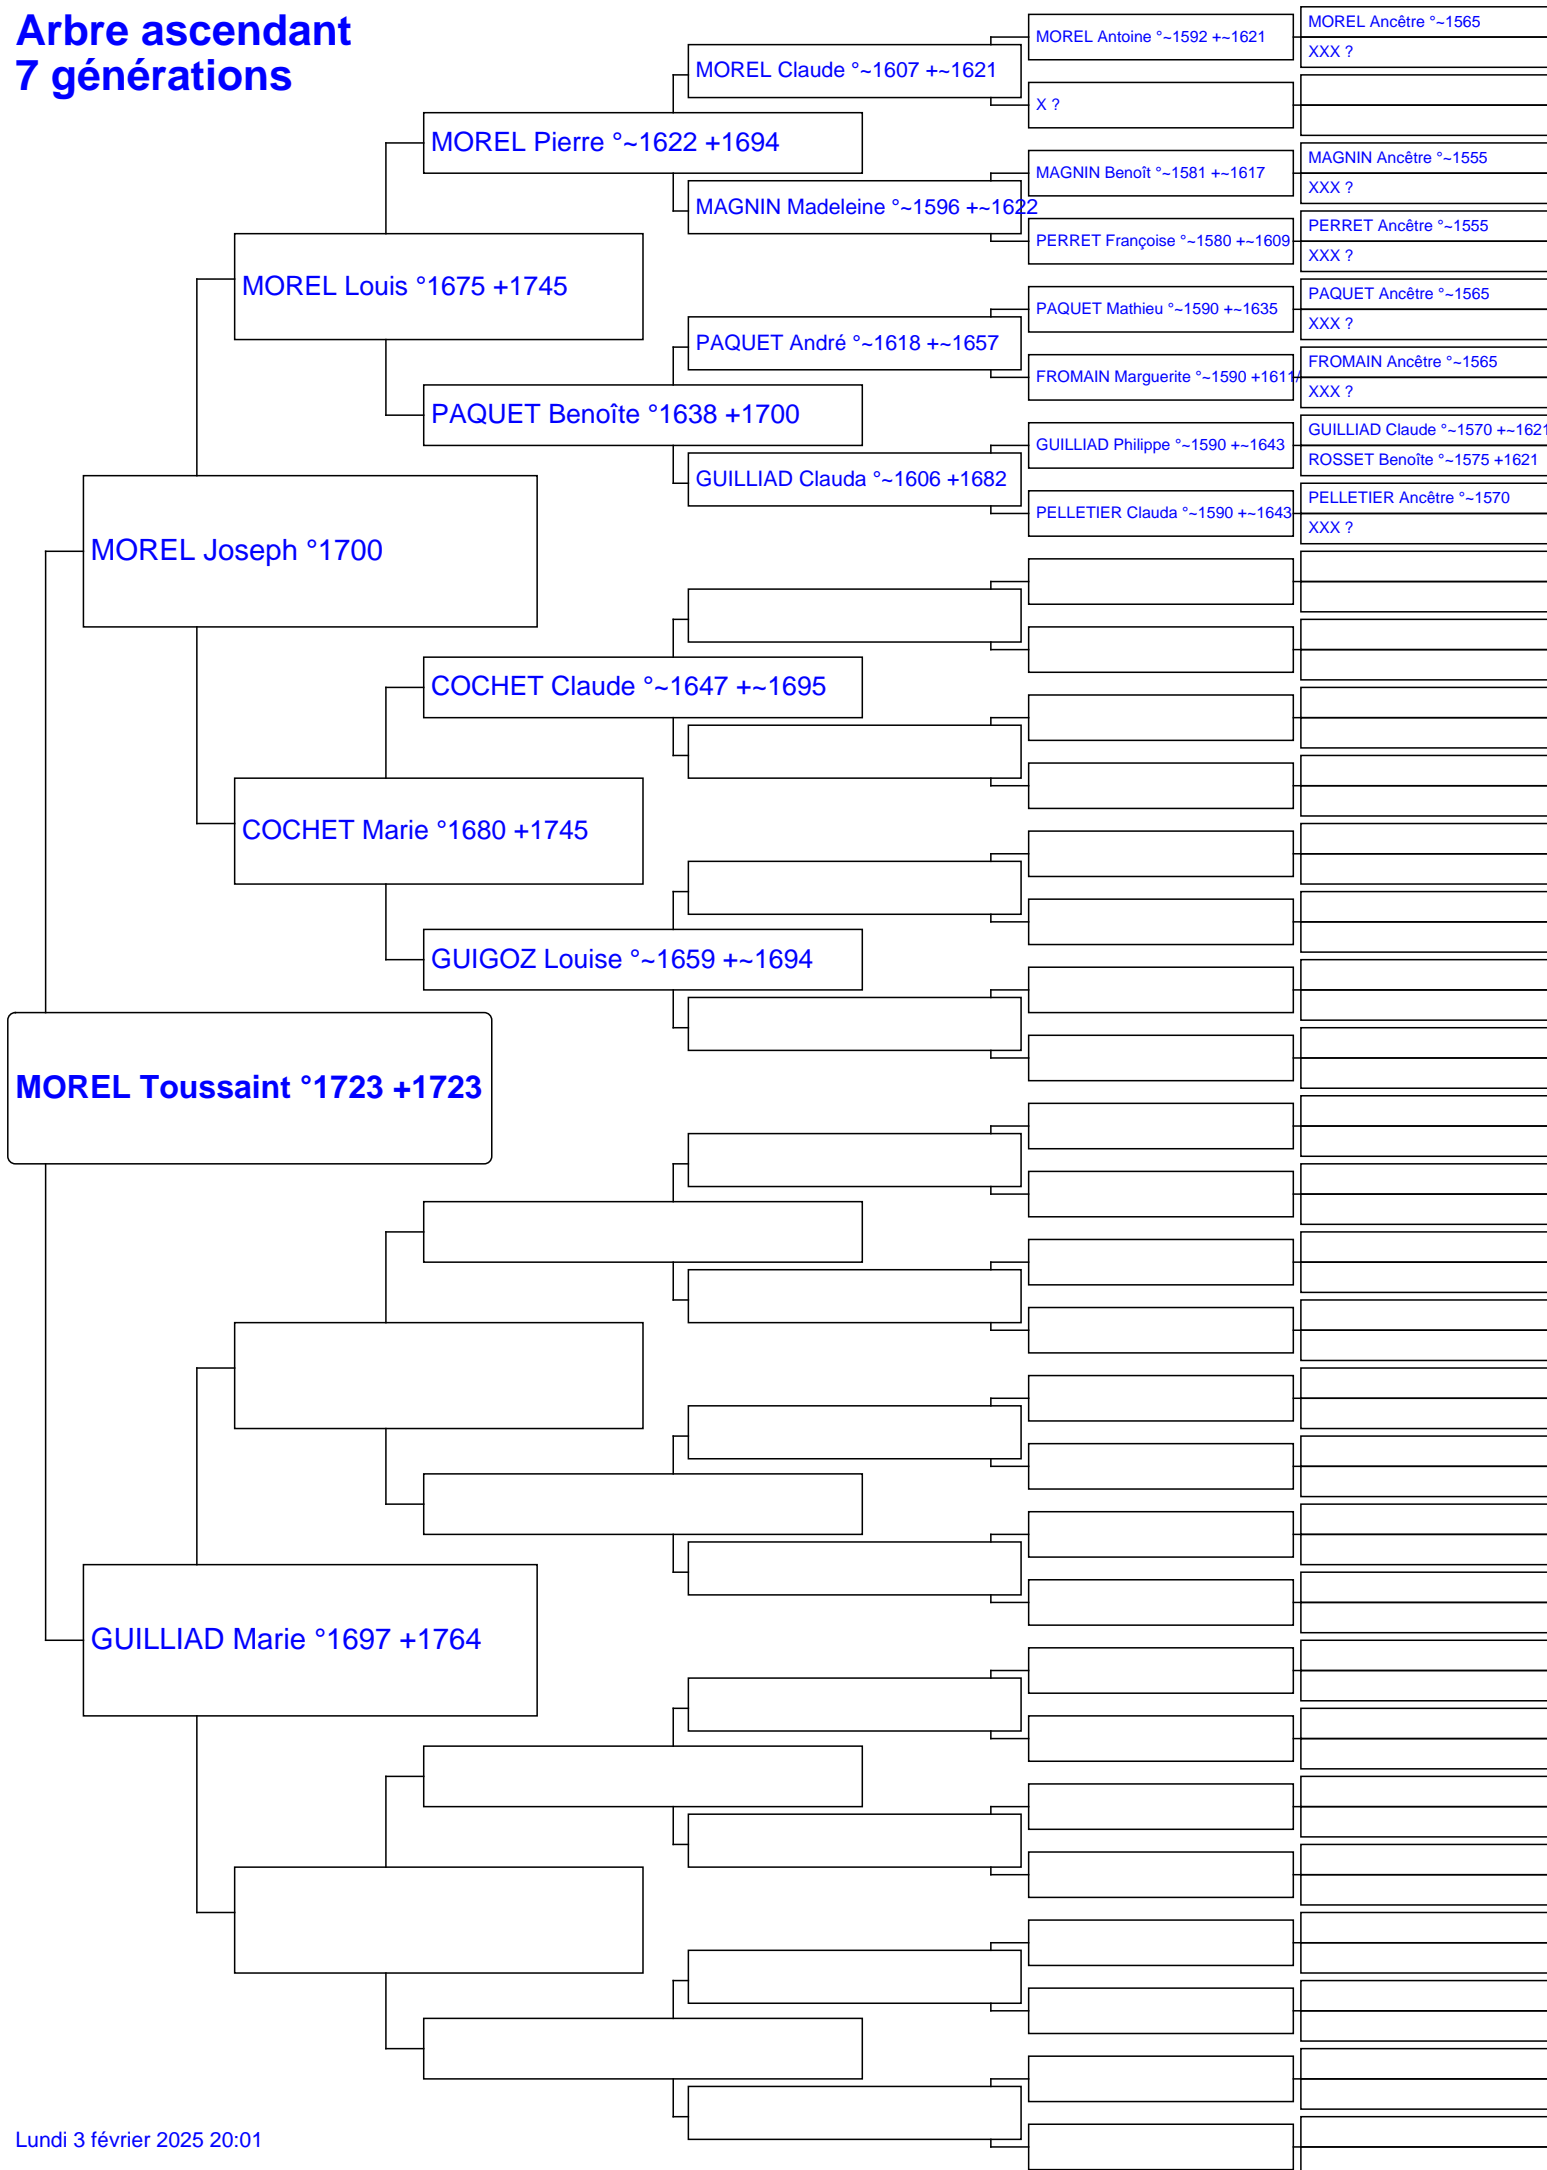 Arbre ascendant
7 générations
MOREL Antoine °~1592 +~1621
MOREL Ancêtre °~1565
XXX ?
MOREL Claude °~1607 +~1621
X ?
MOREL Pierre °~1622 +1694
MAGNIN Benoît °~1581 +~1617
MAGNIN Ancêtre °~1555
XXX ?
MAGNIN Madeleine °~1596 +~1622
PERRET Françoise °~1580 +~1609
PERRET Ancêtre °~1555
XXX ?
MOREL Louis °1675 +1745
PAQUET Mathieu °~1590 +~1635
PAQUET Ancêtre °~1565
XXX ?
PAQUET André °~1618 +~1657
FROMAIN Marguerite °~1590 +1611/
FROMAIN Ancêtre °~1565
XXX ?
PAQUET Benoîte °1638 +1700
GUILLIAD Philippe °~1590 +~1643
GUILLIAD Claude °~1570 +~1621
ROSSET Benoîte °~1575 +1621
GUILLIAD Clauda °~1606 +1682
PELLETIER Clauda °~1590 +~1643
PELLETIER Ancêtre °~1570
XXX ?
MOREL Joseph °1700
COCHET Claude °~1647 +~1695
COCHET Marie °1680 +1745
GUIGOZ Louise °~1659 +~1694
MOREL Toussaint °1723 +1723
GUILLIAD Marie °1697 +1764
Lundi 3 février 2025 20:01